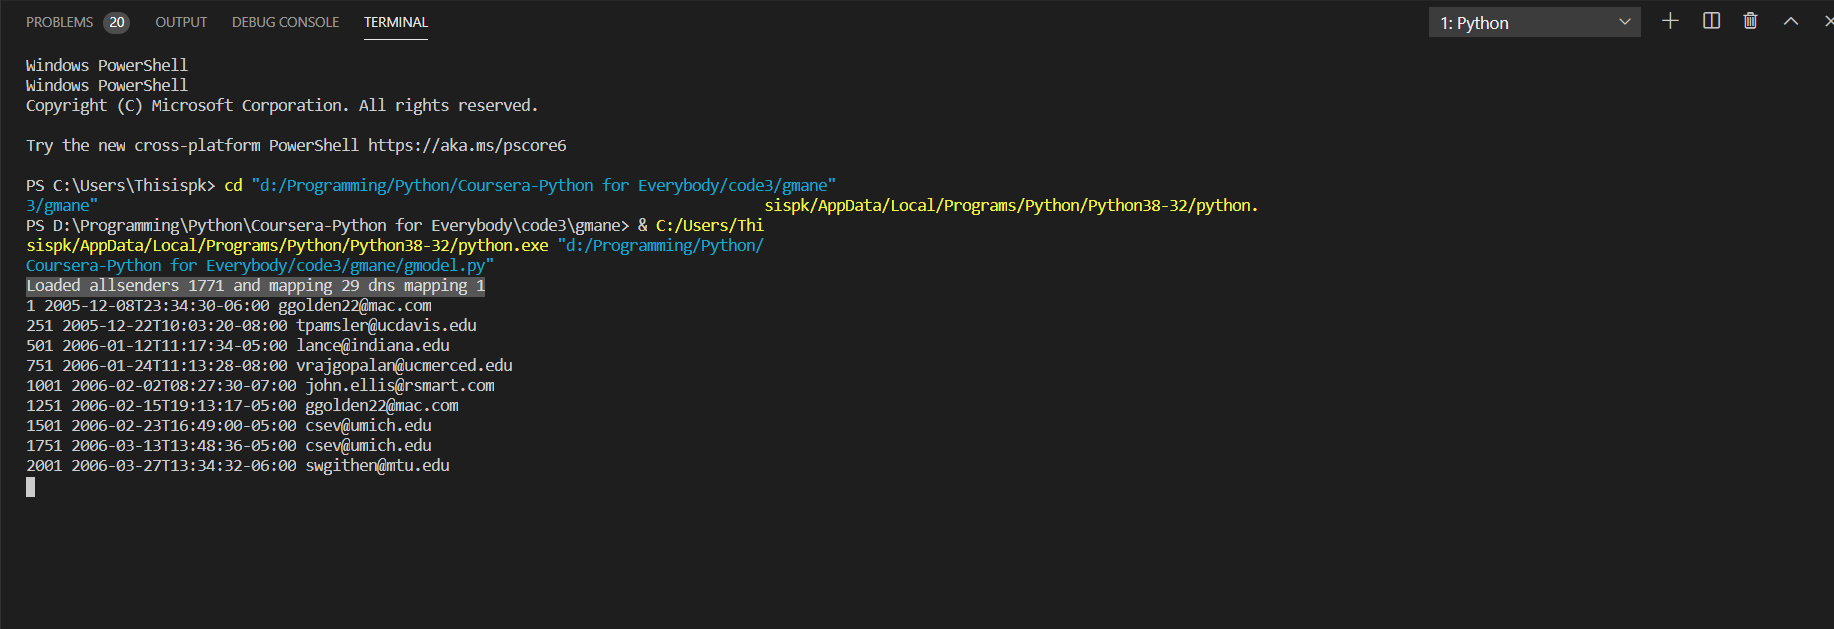 PROBLEMS 20 OUTPUT DEBUG CONSOLE TERMINAL 1: Python
Windows PowerShell
Windows PowerShell
Copyright (C) Microsoft Corporation. All rights reserved.
Try the new cross-platform PowerShell https://aka.ms/pscore6
PS C:\Users\Thisispk> cd "d:/Programming/Python/Coursera-Python for Everybody/code3/gmane"
3/gmane" sispk/AppData/Local/Programs/Python/Python38-32/python.
PS D:\Programming\Python\Coursera-Python for Everybody\code3\gmane> & C:/Users/Thi
sispk/AppData/Local/Programs/Python/Python38-32/python.exe "d:/Programming/Python/
Coursera-Python for Everybody/code3/gmane/gmodel.py"
Loaded allsenders 1771 and mapping 29 dns mapping 1
1 2005-12-08T23:34:30-06:00 ggolden22@mac.com
251 2005-12-22T10:03:20-08:00 tpamsler@ucdavis.edu
501 2006-01-12T11:17:34-05:00 lance@indiana.edu
751 2006-01-24T11:13:28-08:00 vrajgopalan@ucmerced.edu
1001 2006-02-02T08:27:30-07:00 john.ellis@rsmart.com
1251 2006-02-15T19:13:17-05:00 ggolden22@mac.com
1501 2006-02-23T16:49:00-05:00 csev@umich.edu
1751 2006-03-13T13:48:36-05:00 csev@umich.edu
2001 2006-03-27T13:34:32-06:00 swgithen@mtu.edu